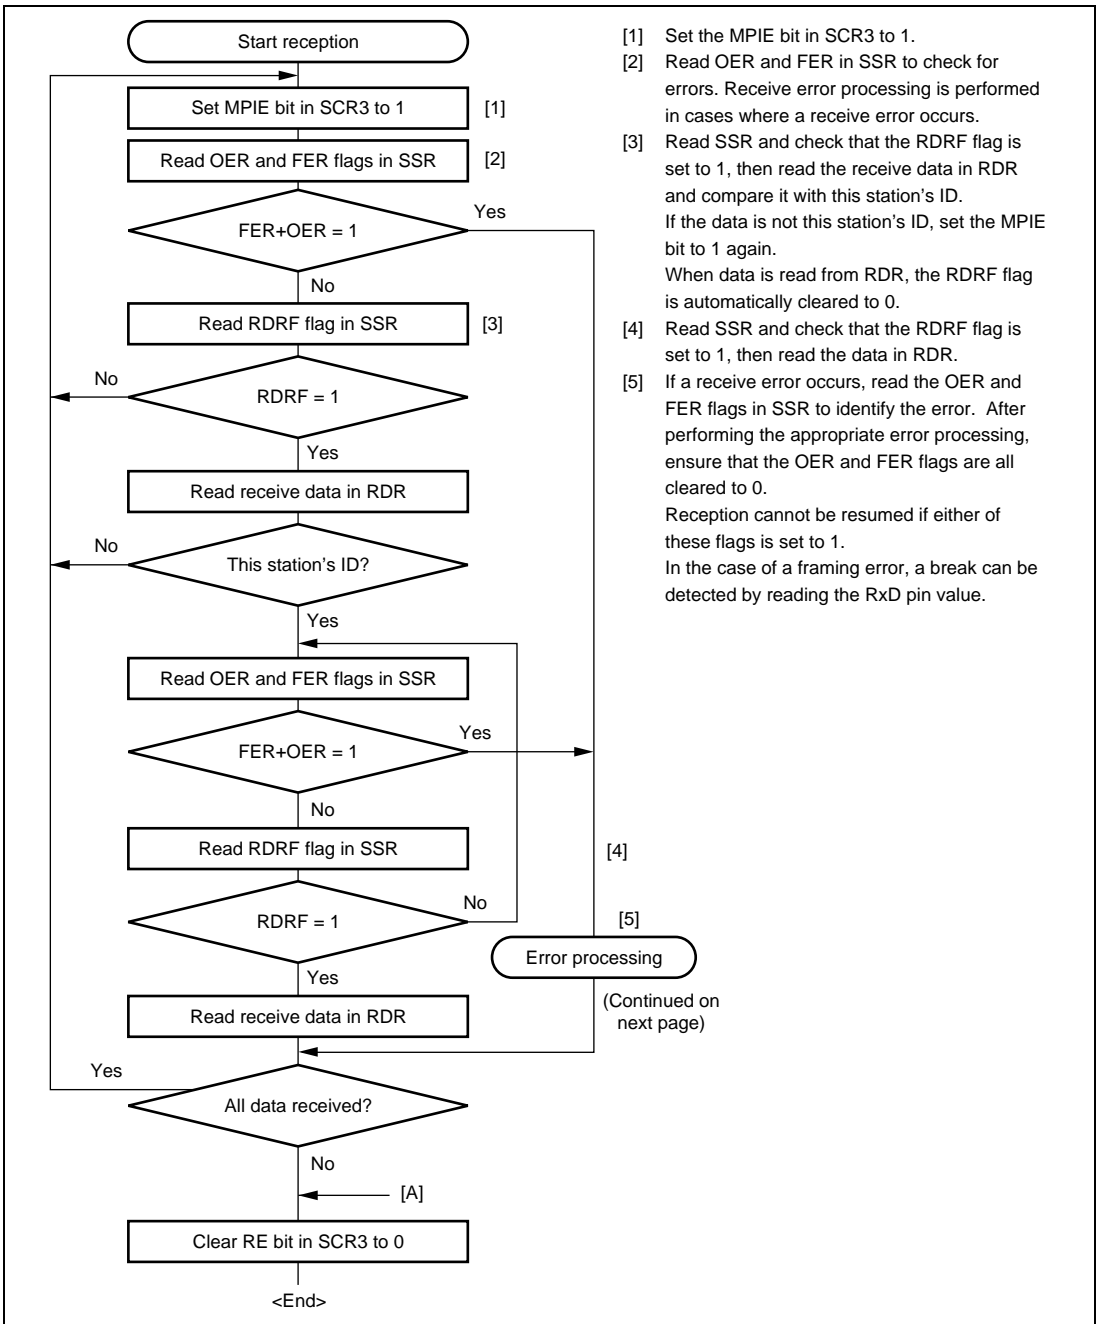 Start reception
Set MPIE bit in SCR3 to 1 [1]
Read OER and FER flags in SSR [2]
Yes
FER+OER = 1
No
Read RDRF flag in SSR [3]
No
RDRF = 1
Yes
Read receive data in RDR
No
This station's ID?
Yes
Read OER and FER flags in SSR
Yes
FER+OER = 1
No
Read RDRF flag in SSR
[4]
No
RDRF = 1
[5]
Error processing
Yes
(Continued on
next page)
Read receive data in RDR
Yes
All data received?
No
[A]
Clear RE bit in SCR3 to 0
<End>
[1] Set the MPIE bit in SCR3 to 1.
[2] Read OER and FER in SSR to check for
errors. Receive error processing is performed
in cases where a receive error occurs.
[3] Read SSR and check that the RDRF flag is
set to 1, then read the receive data in RDR
and compare it with this station's ID.
If the data is not this station's ID, set the MPIE
bit to 1 again.
When data is read from RDR, the RDRF flag
is automatically cleared to 0.
[4] Read SSR and check that the RDRF flag is
set to 1, then read the data in RDR.
[5] If a receive error occurs, read the OER and
FER flags in SSR to identify the error. After
performing the appropriate error processing,
ensure that the OER and FER flags are all
cleared to 0.
Reception cannot be resumed if either of
these flags is set to 1.
In the case of a framing error, a break can be
detected by reading the RxD pin value.